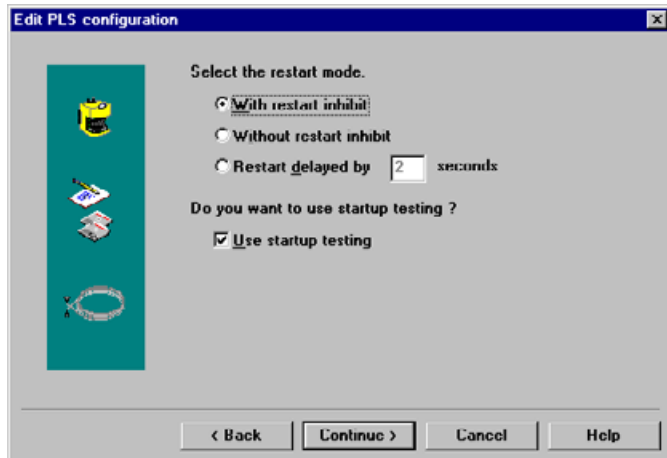 Edit PLS configuration
Select the restart mode.
With restart inhibit
Without restart inhibit
Restart delayed by 2 seconds
Do you want to use startup testing ?
Use startup testing
< Back Continue > Cancel Help